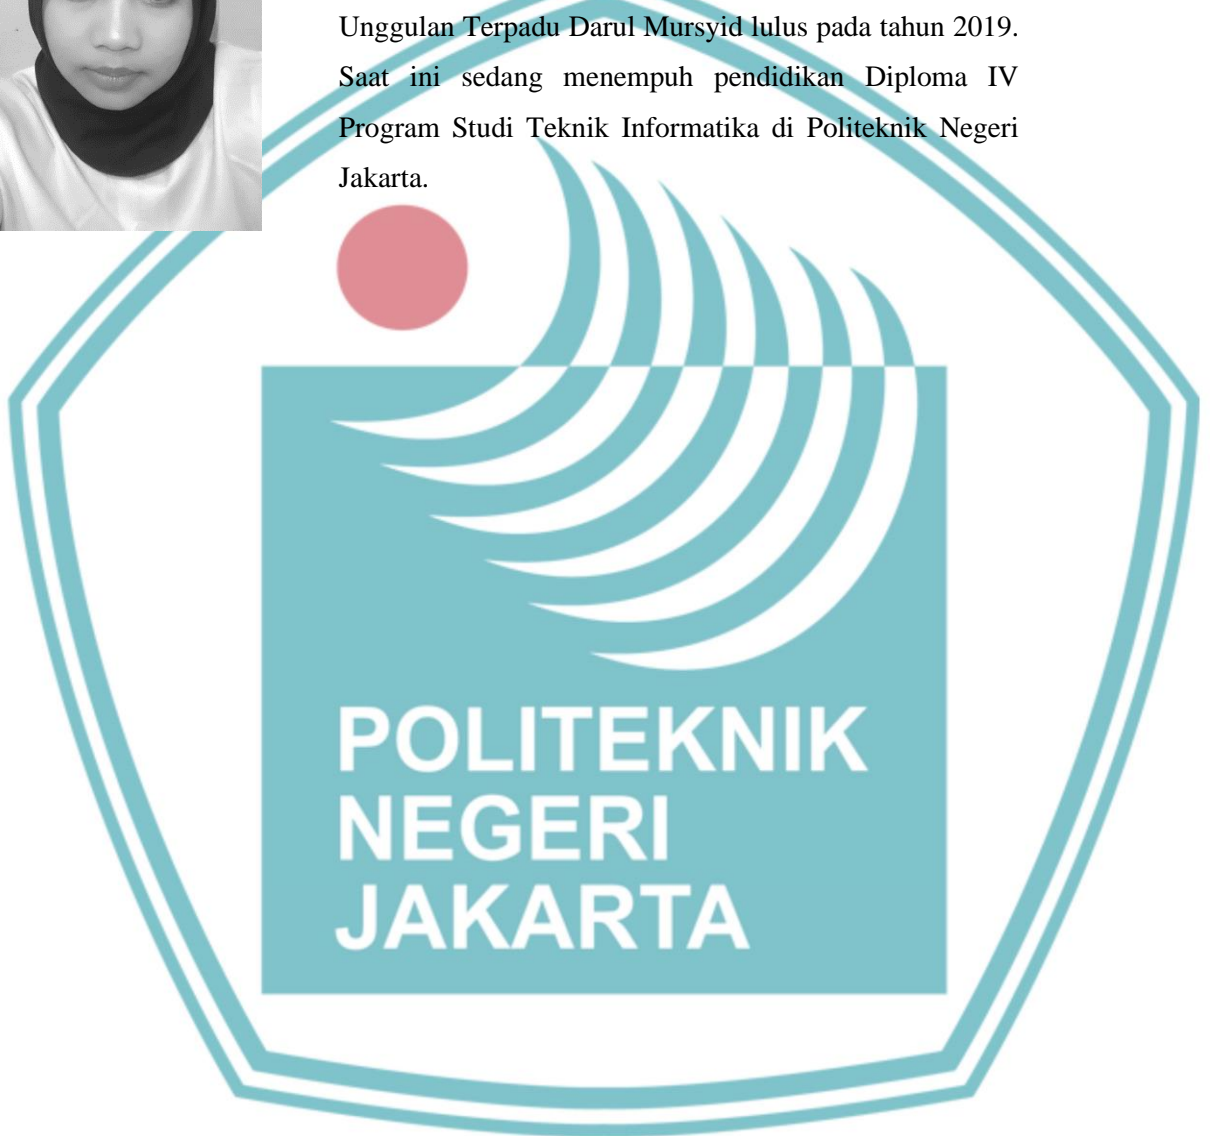 Unggulan Terpadu Darul Mursyid lulus pada tahun 2019.
Saat ini sedang menempuh pendidikan Diploma IV
Program Studi Teknik Informatika di Politeknik Negeri
Jakarta.
POLITEKNIK
NEGERI
JAKARTA